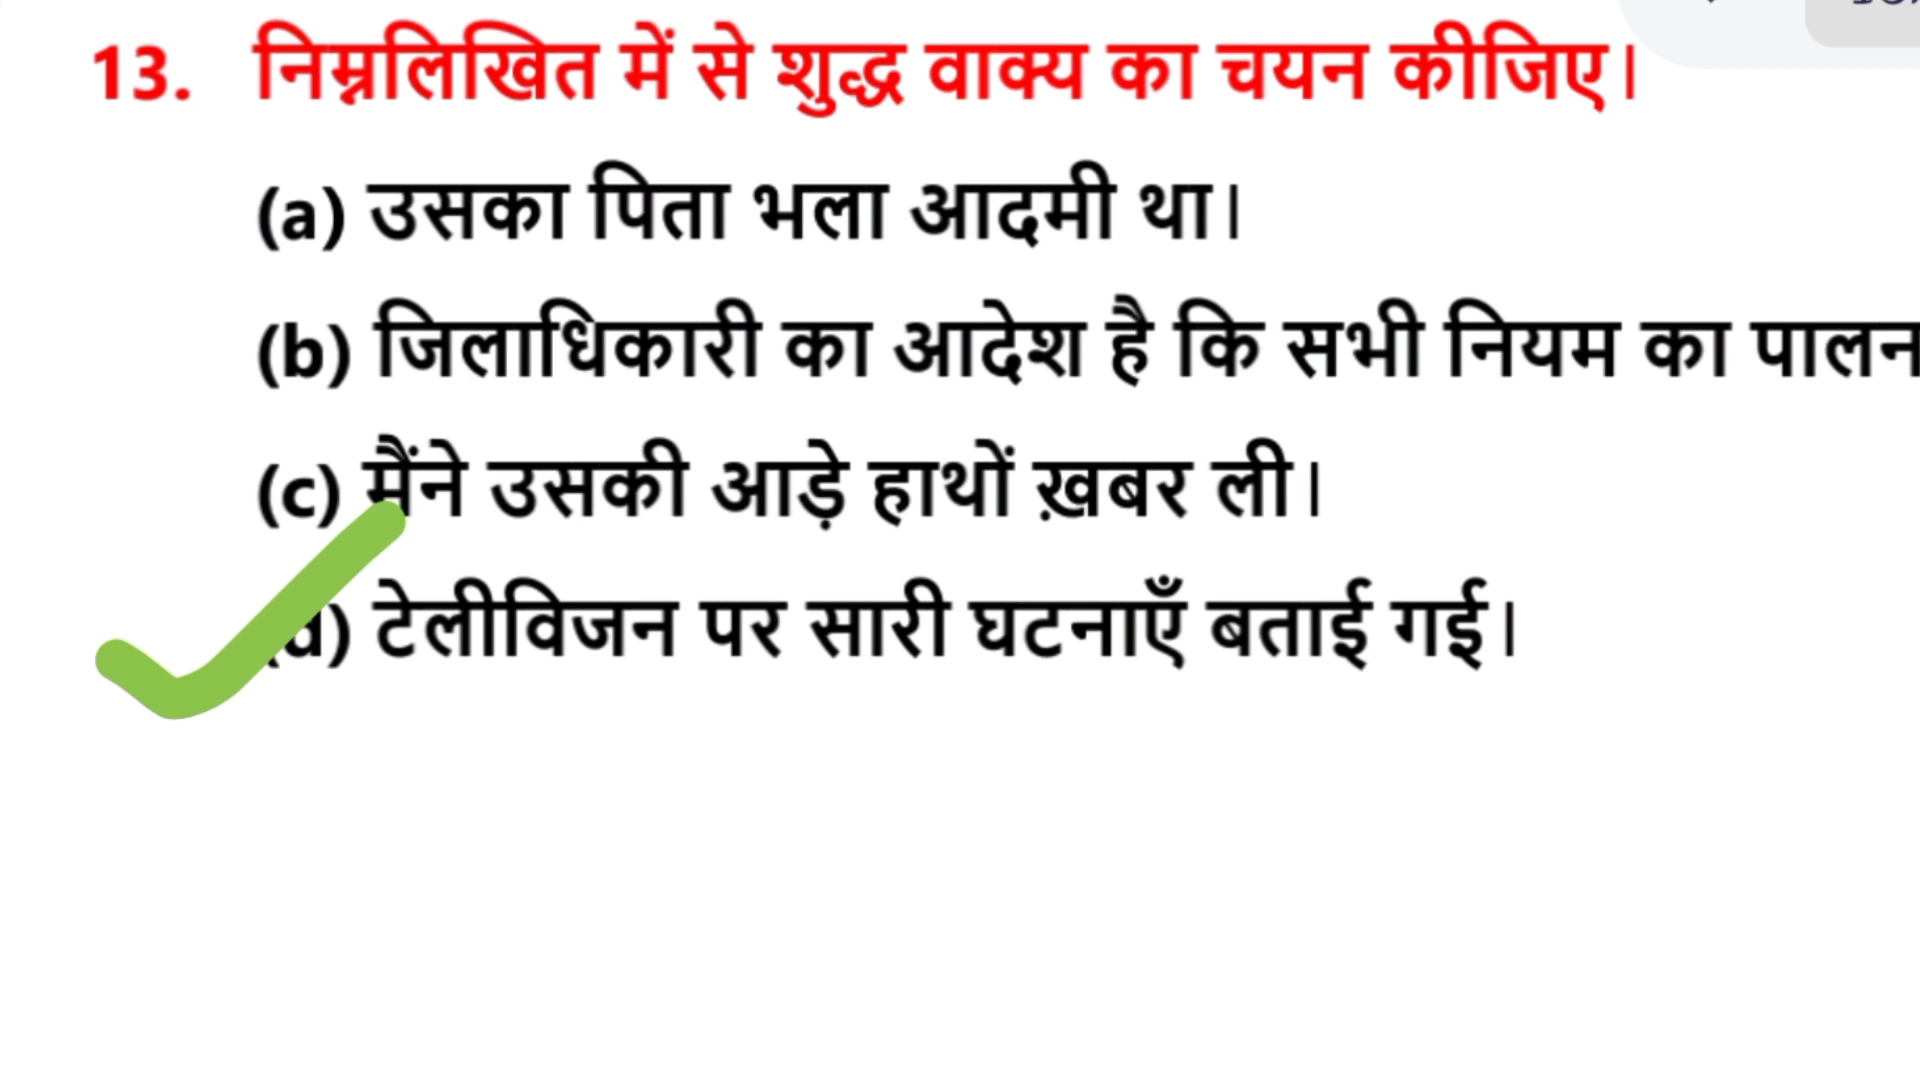 13. निम्नलिखित में से शुद्ध वाक्य का चयन कीजिए।
(a) उसका पिता भला आदमी था।
(b) जिलाधिकारी का आदेश है कि सभी नियम का पालन
(c) मैंने उसकी आड़े हाथों ख़बर ली।
(d) टेलीविजन पर सारी घटनाएँ बताई गई।